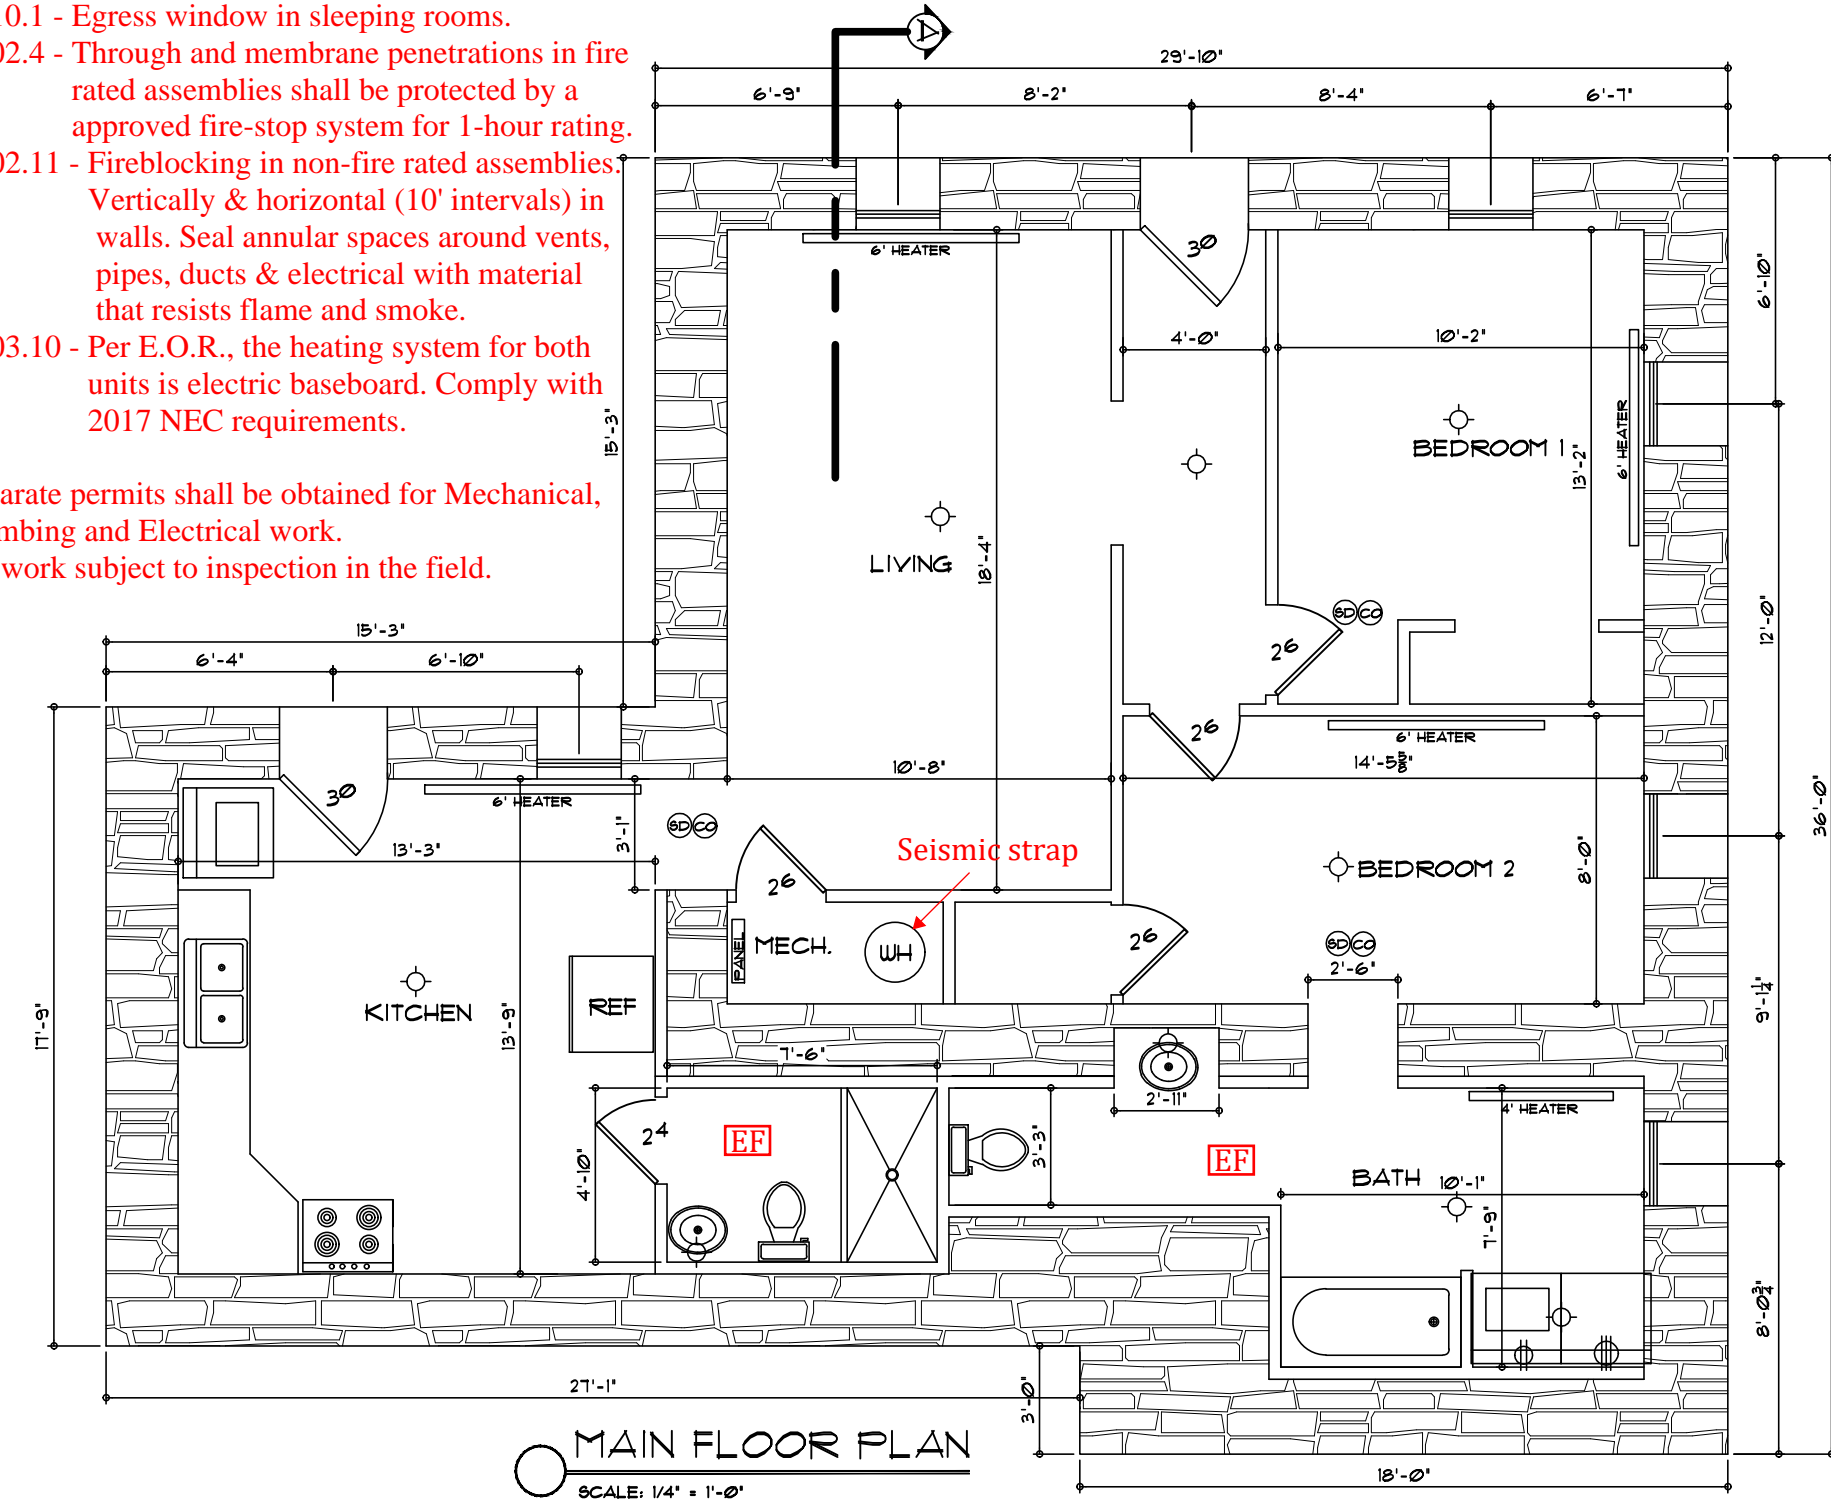 10.1 - Egress window in sleeping rooms.
02.4 - Through and membrane penetrations in fire
rated assemblies shall be protected by a
approved fire-stop system for 1-hour rating.
02.11 - Fireblocking in non-fire rated assemblies.
Vertically & horizontal (10' intervals) in
walls. Seal annular spaces around vents,
pipes, ducts & electrical with material
that resists flame and smoke.
03.10 - Per E.O.R., the heating system for both
units is electric baseboard. Comply with
2017 NEC requirements.
arate permits shall be obtained for Mechanical,
mbing and Electrical work.
work subject to inspection in the field.
A
29'-10"
6'-9" 8'-2" 8'-4" 6'-7"
6' HEATER
30
4'-0"
10'-2"
6'-10"
15'-3"
BEDROOM 1
13'-2"
6' HEATER
LIVING
18'-4"
SD CO
12'-0"
26
15'-3"
6'-4" 6'-10"
26
6' HEATER
14'-5 5/8"
10'-8"
36'-0"
30
6' HEATER
SD CO
3'-1"
13'-3"
Seismic strap
26
BEDROOM 2
8'-0"
PANEL
MECH.
WH
26
SD CO
2'-6"
9'-1 1/4"
17'-9"
KITCHEN
REF
13'-9"
7'-6"
2'-11"
4' HEATER
24
EF
3'-3"
EF
4'-10"
BATH
10'-1"
7'-9"
8'-0 3/4"
27'-1"
3'-0"
18'-0"
MAIN FLOOR PLAN
SCALE: 1/4" = 1'-0"